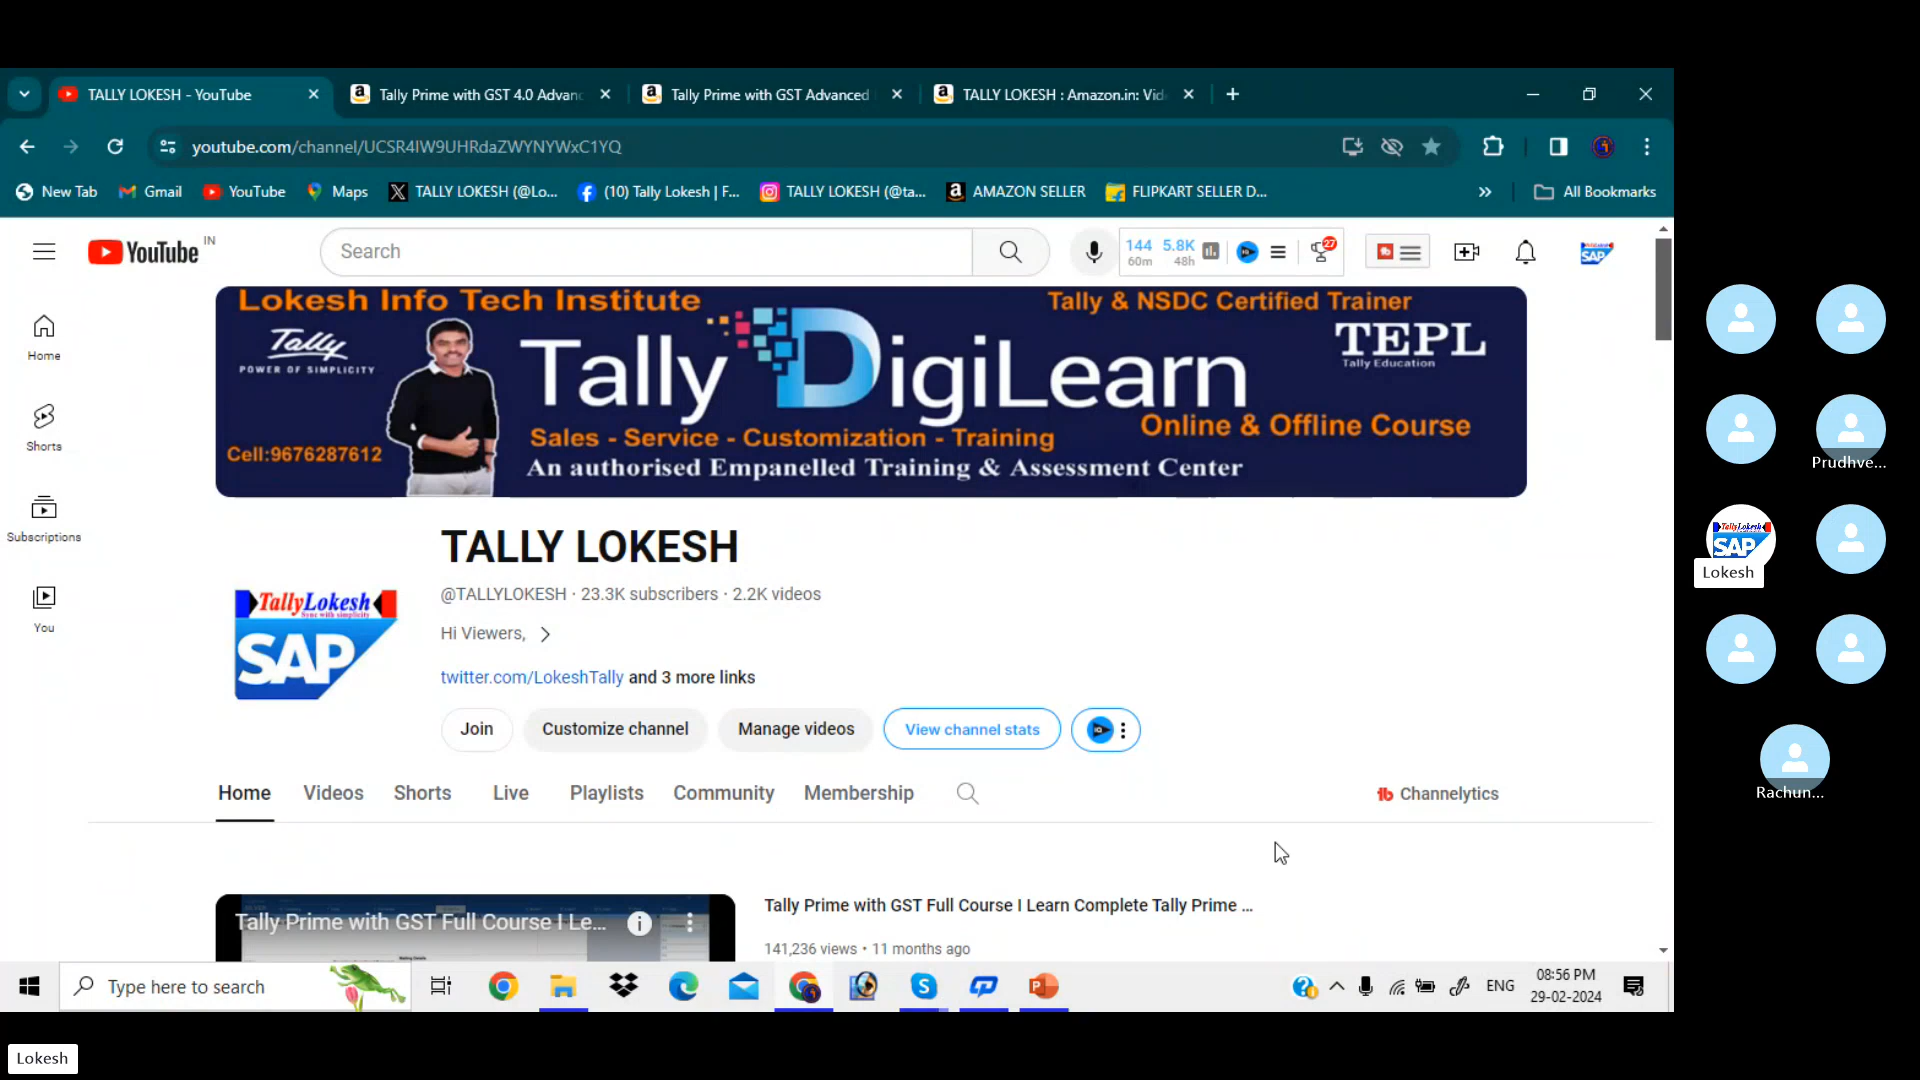 TALLY LOKESH - YouTube
Tally Prime with GST 4.0 Advanc
Tally Prime with GST Advanced
TALLY LOKESH : Amazon.in: Vid
youtube.com/channel/UCSR4IW9UHRdaZWYNYWxC1YQ
New Tab
Gmail
YouTube
Maps
TALLY LOKESH (@Lo...
(10) Tally Lokesh | F...
TALLY LOKESH (@ta...
AMAZON SELLER
FLIPKART SELLER D...
All Bookmarks
YouTube IN
Search
144 60m
5.8K 48h
27
Home
Shorts
Subscriptions
You
Lokesh Info Tech Institute
Tally & NSDC Certified Trainer
Tally
POWER OF SIMPLICITY
TEPL
Tally Education
Tally DigiLearn
Online & Offline Course
Sales - Service - Customization - Training
Cell:9676287612
An authorised Empanelled Training & Assessment Center
TALLY LOKESH
@TALLYLOKESH · 23.3K subscribers · 2.2K videos
Hi Viewers,
twitter.com/LokeshTally and 3 more links
TallyLokesh
Sync with simplicity
SAP
Join
Customize channel
Manage videos
View channel stats
Home
Videos
Shorts
Live
Playlists
Community
Membership
Channelytics
Tally Prime with GST Full Course I Le...
Tally Prime with GST Full Course I Learn Complete Tally Prime ...
141,236 views • 11 months ago
Type here to search
ENG
08:56 PM
29-02-2024
Prudhve...
TallyLokesh
SAP
Lokesh
Rachun...
Lokesh